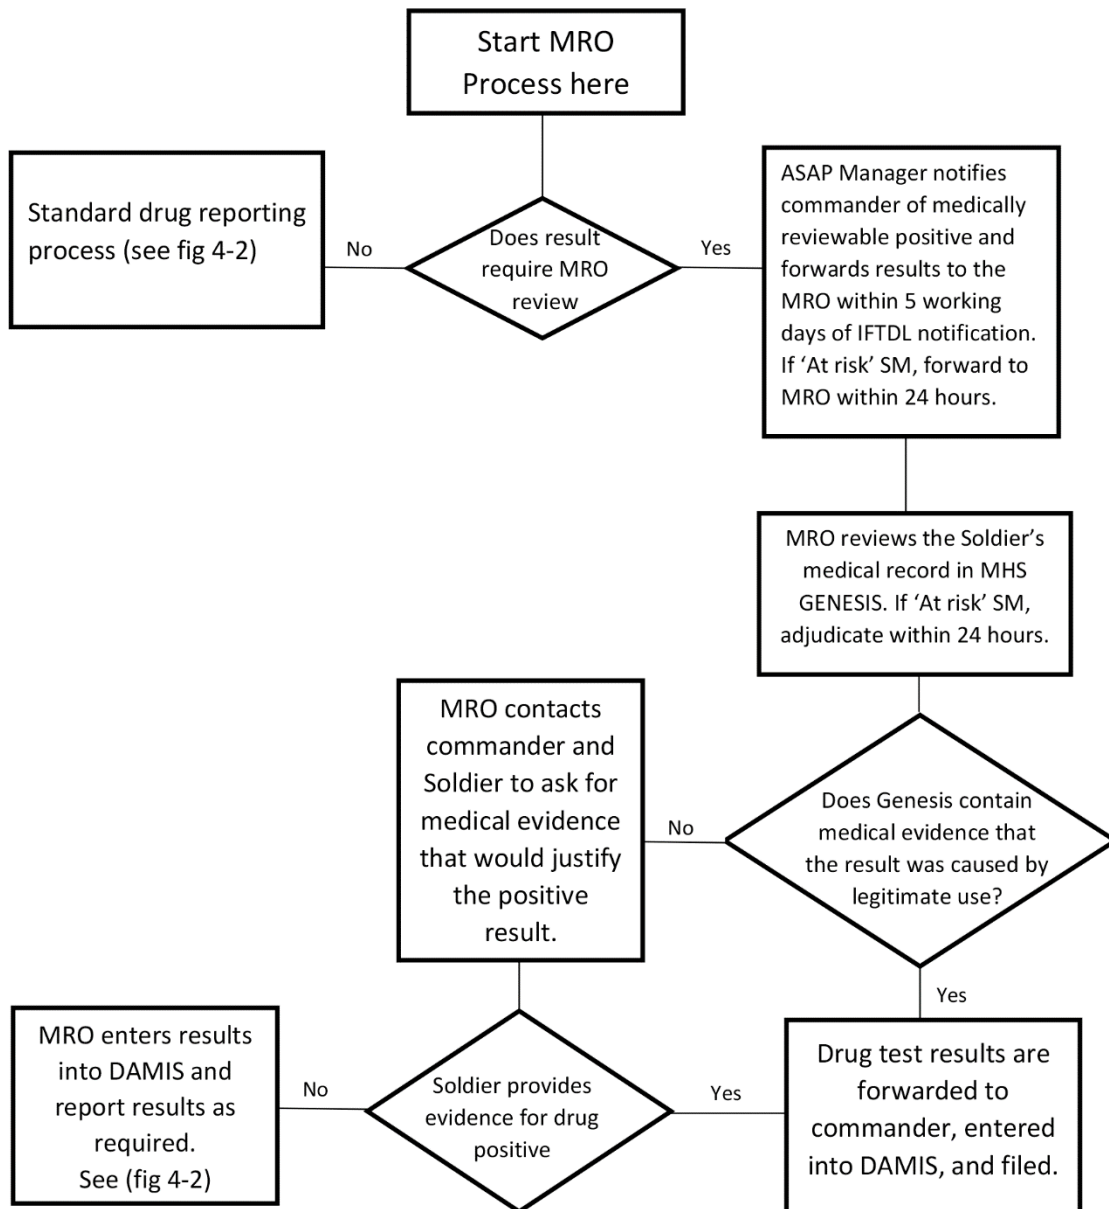 Start MRO
Process here
Standard drug reporting
process (see fig 4-2)
No
Does result
require MRO
review
Yes
ASAP Manager notifies
commander of medically
reviewable positive and
forwards results to the
MRO within 5 working
days of IFTDL notification.
If ‘At risk’ SM, forward to
MRO within 24 hours.
MRO reviews the Soldier’s
medical record in MHS
GENESIS. If ‘At risk’ SM,
adjudicate within 24 hours.
MRO contacts
commander and
Soldier to ask for
medical evidence
that would justify
the positive
result.
No
Does Genesis contain
medical evidence that
the result was caused by
legitimate use?
Yes
MRO enters results
into DAMIS and
report results as
required.
See (fig 4-2)
No
Soldier provides
evidence for drug
positive
Yes
Drug test results are
forwarded to
commander, entered
into DAMIS, and filed.